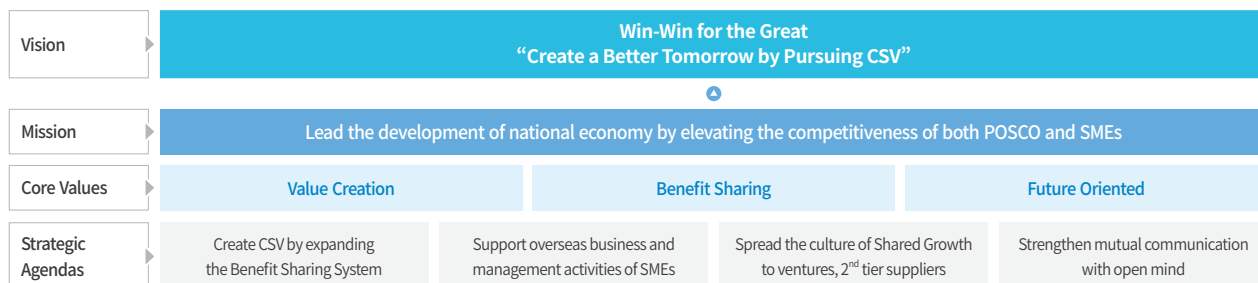 Vision
Win-Win for the Great
“Create a Better Tomorrow by Pursuing CSV”
Mission
Lead the development of national economy by elevating the competitiveness of both POSCO and SMEs
Core Values
Value Creation
Benefit Sharing
Future Oriented
Strategic
Agendas
Create CSV by expanding
the Benefit Sharing System
Support overseas business and
management activities of SMEs
Spread the culture of Shared Growth
to ventures, 2nd tier suppliers
Strengthen mutual communication
with open mind